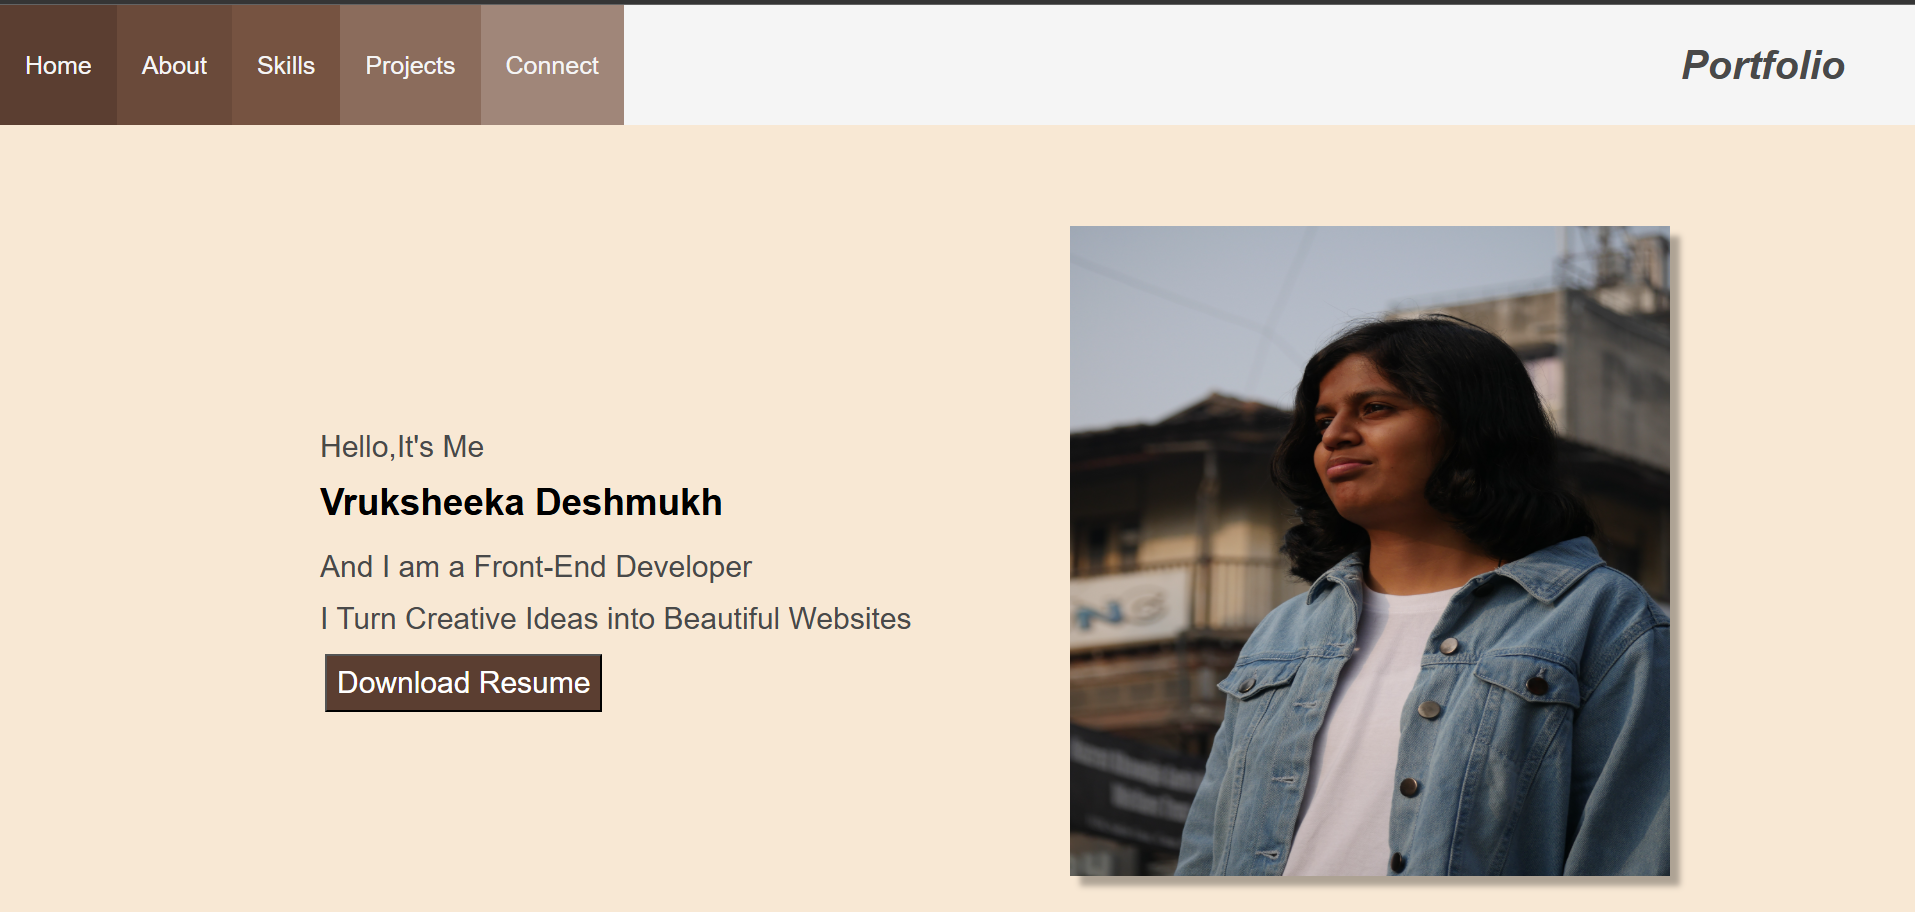 Home About Skills Projects Connect Portfolio
Hello,It's Me
Vruksheeka Deshmukh
And I am a Front-End Developer
I Turn Creative Ideas into Beautiful Websites
Download Resume